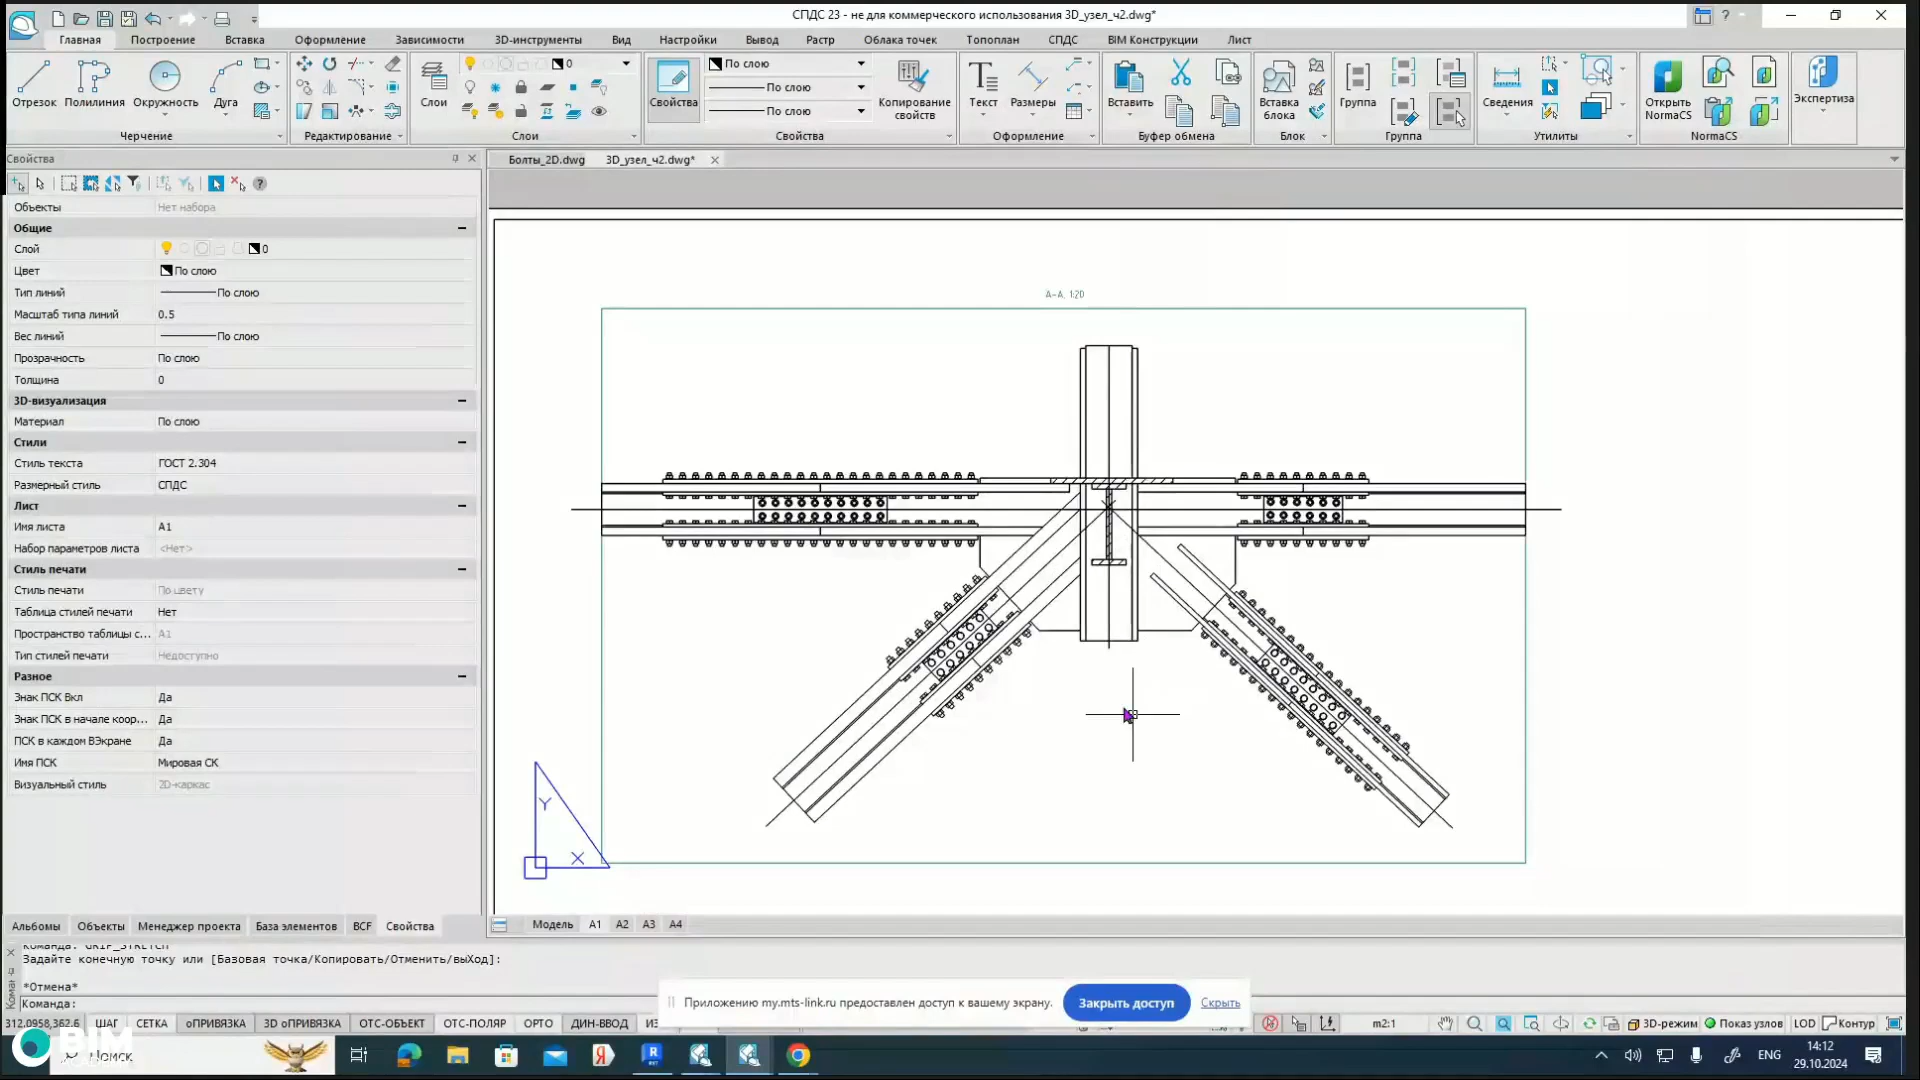 СПДС 23 - не для коммерческого использования 3D_узел_ч2.dwg*
Главная Построение Вставка Оформление Зависимости 3D-инструменты Вид Настройки Вывод Растр Облака точек Топоплан СПДС BIM Конструкции Лист
Отрезок Полилиния Окружность Дуга
Слои
0
Свойства
По слою
По слою
По слою
Копирование свойств
Текст Размеры
Вставить
Вставка блока
Группа
Сведения
Открыть NormaCS
Экспертиза
Черчение Редактирование Слои Свойства Оформление Буфер обмена Блок Группа Утилиты NormaCS
Свойства
Болты_2D.dwg 3D_узел_ч2.dwg*
Объекты Нет набора
Общие
Слой 0
Цвет По слою
Тип линий По слою
Масштаб типа линий 0.5
Вес линий По слою
Прозрачность По слою
Толщина 0
3D-визуализация
Материал По слою
Стили
Стиль текста ГОСТ 2.304
Размерный стиль СПДС
Лист
Имя листа A1
Набор параметров листа <Нет>
Стиль печати
Стиль печати По цвету
Таблица стилей печати Нет
Пространство таблицы с... A1
Тип стилей печати Недоступно
Разное
Знак ПСК Вкл Да
Знак ПСК в начале коор... Да
ПСК в каждом ВЭкране Да
Имя ПСК Мировая СК
Визуальный стиль 2D-каркас
А-А, 1:20
Y
X
Альбомы Объекты Менеджер проекта База элементов BCF Свойства
Модель A1 A2 A3 A4
Команда: GRIP_STRETCH
Задайте конечную точку или [Базовая точка/Копировать/Отменить/выХод]:
*Отмена*
Команда:
Приложению my.mts-link.ru предоставлен доступ к вашему экрану. Закрыть доступ Скрыть
312.0958,362.6 ШАГ СЕТКА оПРИВЯЗКА 3D оПРИВЯЗКА ОТС-ОБЪЕКТ ОТС-ПОЛЯР ОРТО ДИН-ВВОД ИЗ m2:1 3D-режим Показ узлов LOD Контур
BIM
Поиск
ENG
14:12
29.10.2024